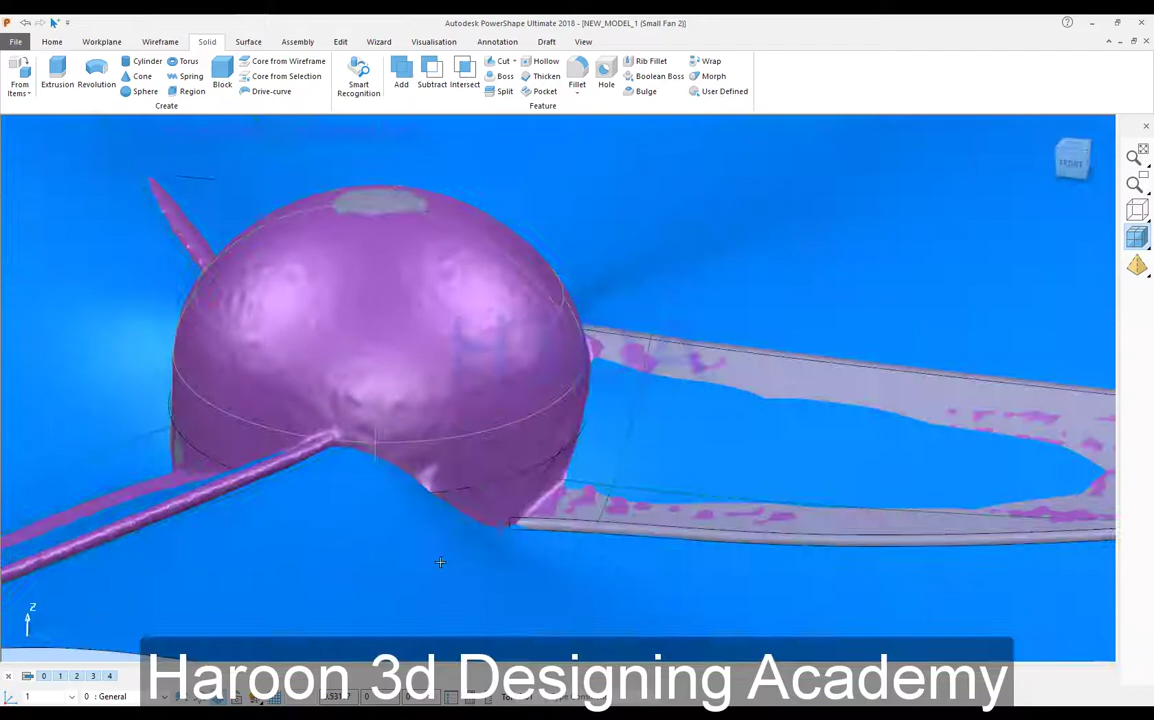 Autodesk PowerShape Ultimate 2018 - [NEW_MODEL_1 (Small Fan 2)]
File Home Workplane Wireframe Solid Surface Assembly Edit Wizard Visualisation Annotation Draft View
From Items
Extrusion
Revolution
Cylinder
Cone
Sphere
Torus
Spring
Region
Block
Core from Wireframe
Core from Selection
Drive-curve
Create
Smart Recognition
Add
Subtract
Intersect
Cut
Boss
Split
Hollow
Thicken
Pocket
Fillet
Hole
Rib Fillet
Boolean Boss
Bulge
Wrap
Morph
User Defined
Feature
FRONT
Z
0 1 2 3 4
Haroon 3d Designing Academy
1
0 : General